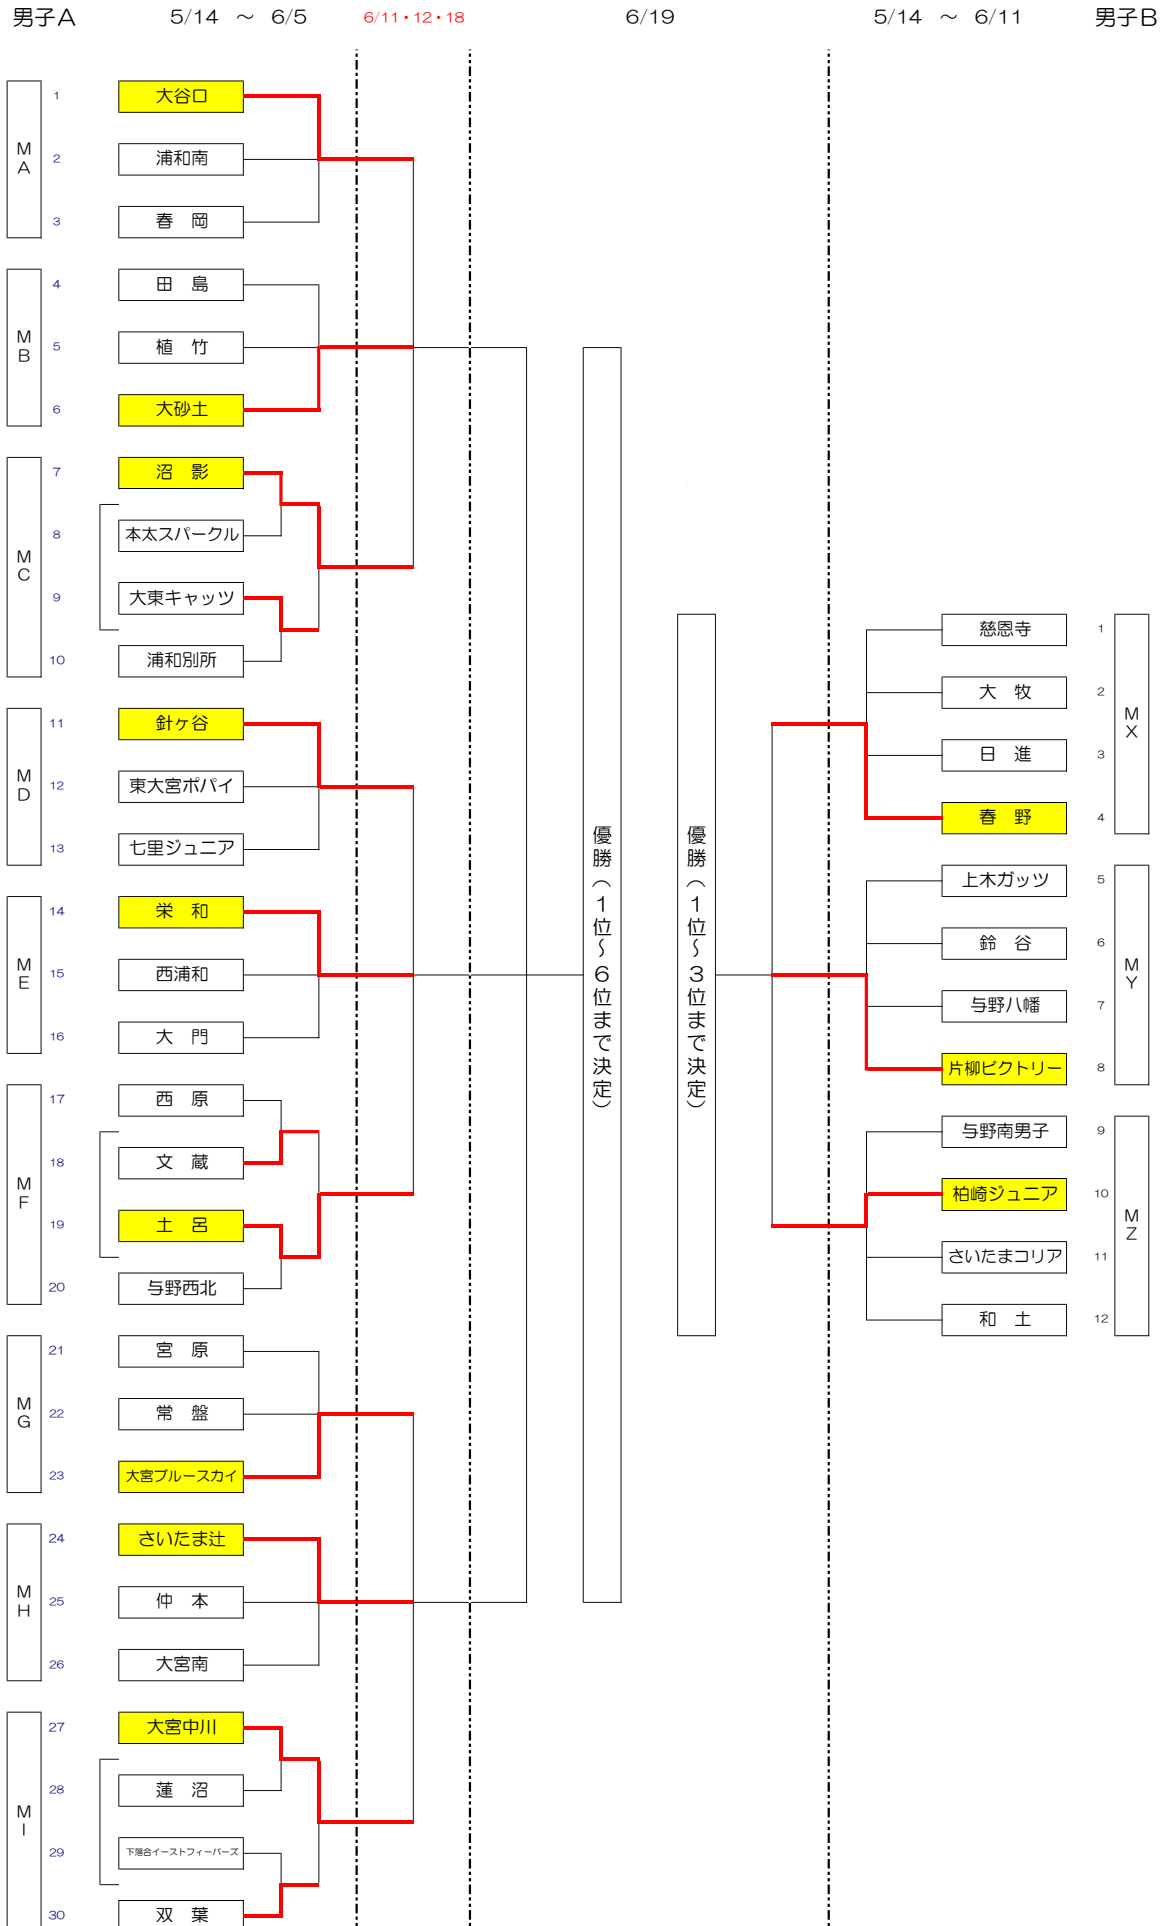 男子A 5/14 ～ 6/5 6/11・12・18 6/19 5/14 ～ 6/11 男子B
MA
1 大谷口
2 浦和南
3 春 岡
MB
4 田 島
5 植 竹
6 大砂土
MC
7 沼 影
8 本太スパークル
9 大東キャッツ
10 浦和別所
MD
11 針ヶ谷
12 東大宮ポパイ
13 七里ジュニア
ME
14 栄 和
15 西浦和
16 大 門
MF
17 西 原
18 文 蔵
19 土 呂
20 与野西北
MG
21 宮 原
22 常 盤
23 大宮ブルースカイ
MH
24 さいたま辻
25 仲 本
26 大宮南
MI
27 大宮中川
28 蓮 沼
29 下落合イーストフィーバーズ
30 双 葉
優勝（1位～6位まで決定）
優勝（1位～3位まで決定）
慈恩寺 1
大 牧 2
日 進 3
春 野 4
MX
上木ガッツ 5
鈴 谷 6
与野八幡 7
片柳ビクトリー 8
MY
与野南男子 9
柏崎ジュニア 10
さいたまコリア 11
和 土 12
MZ